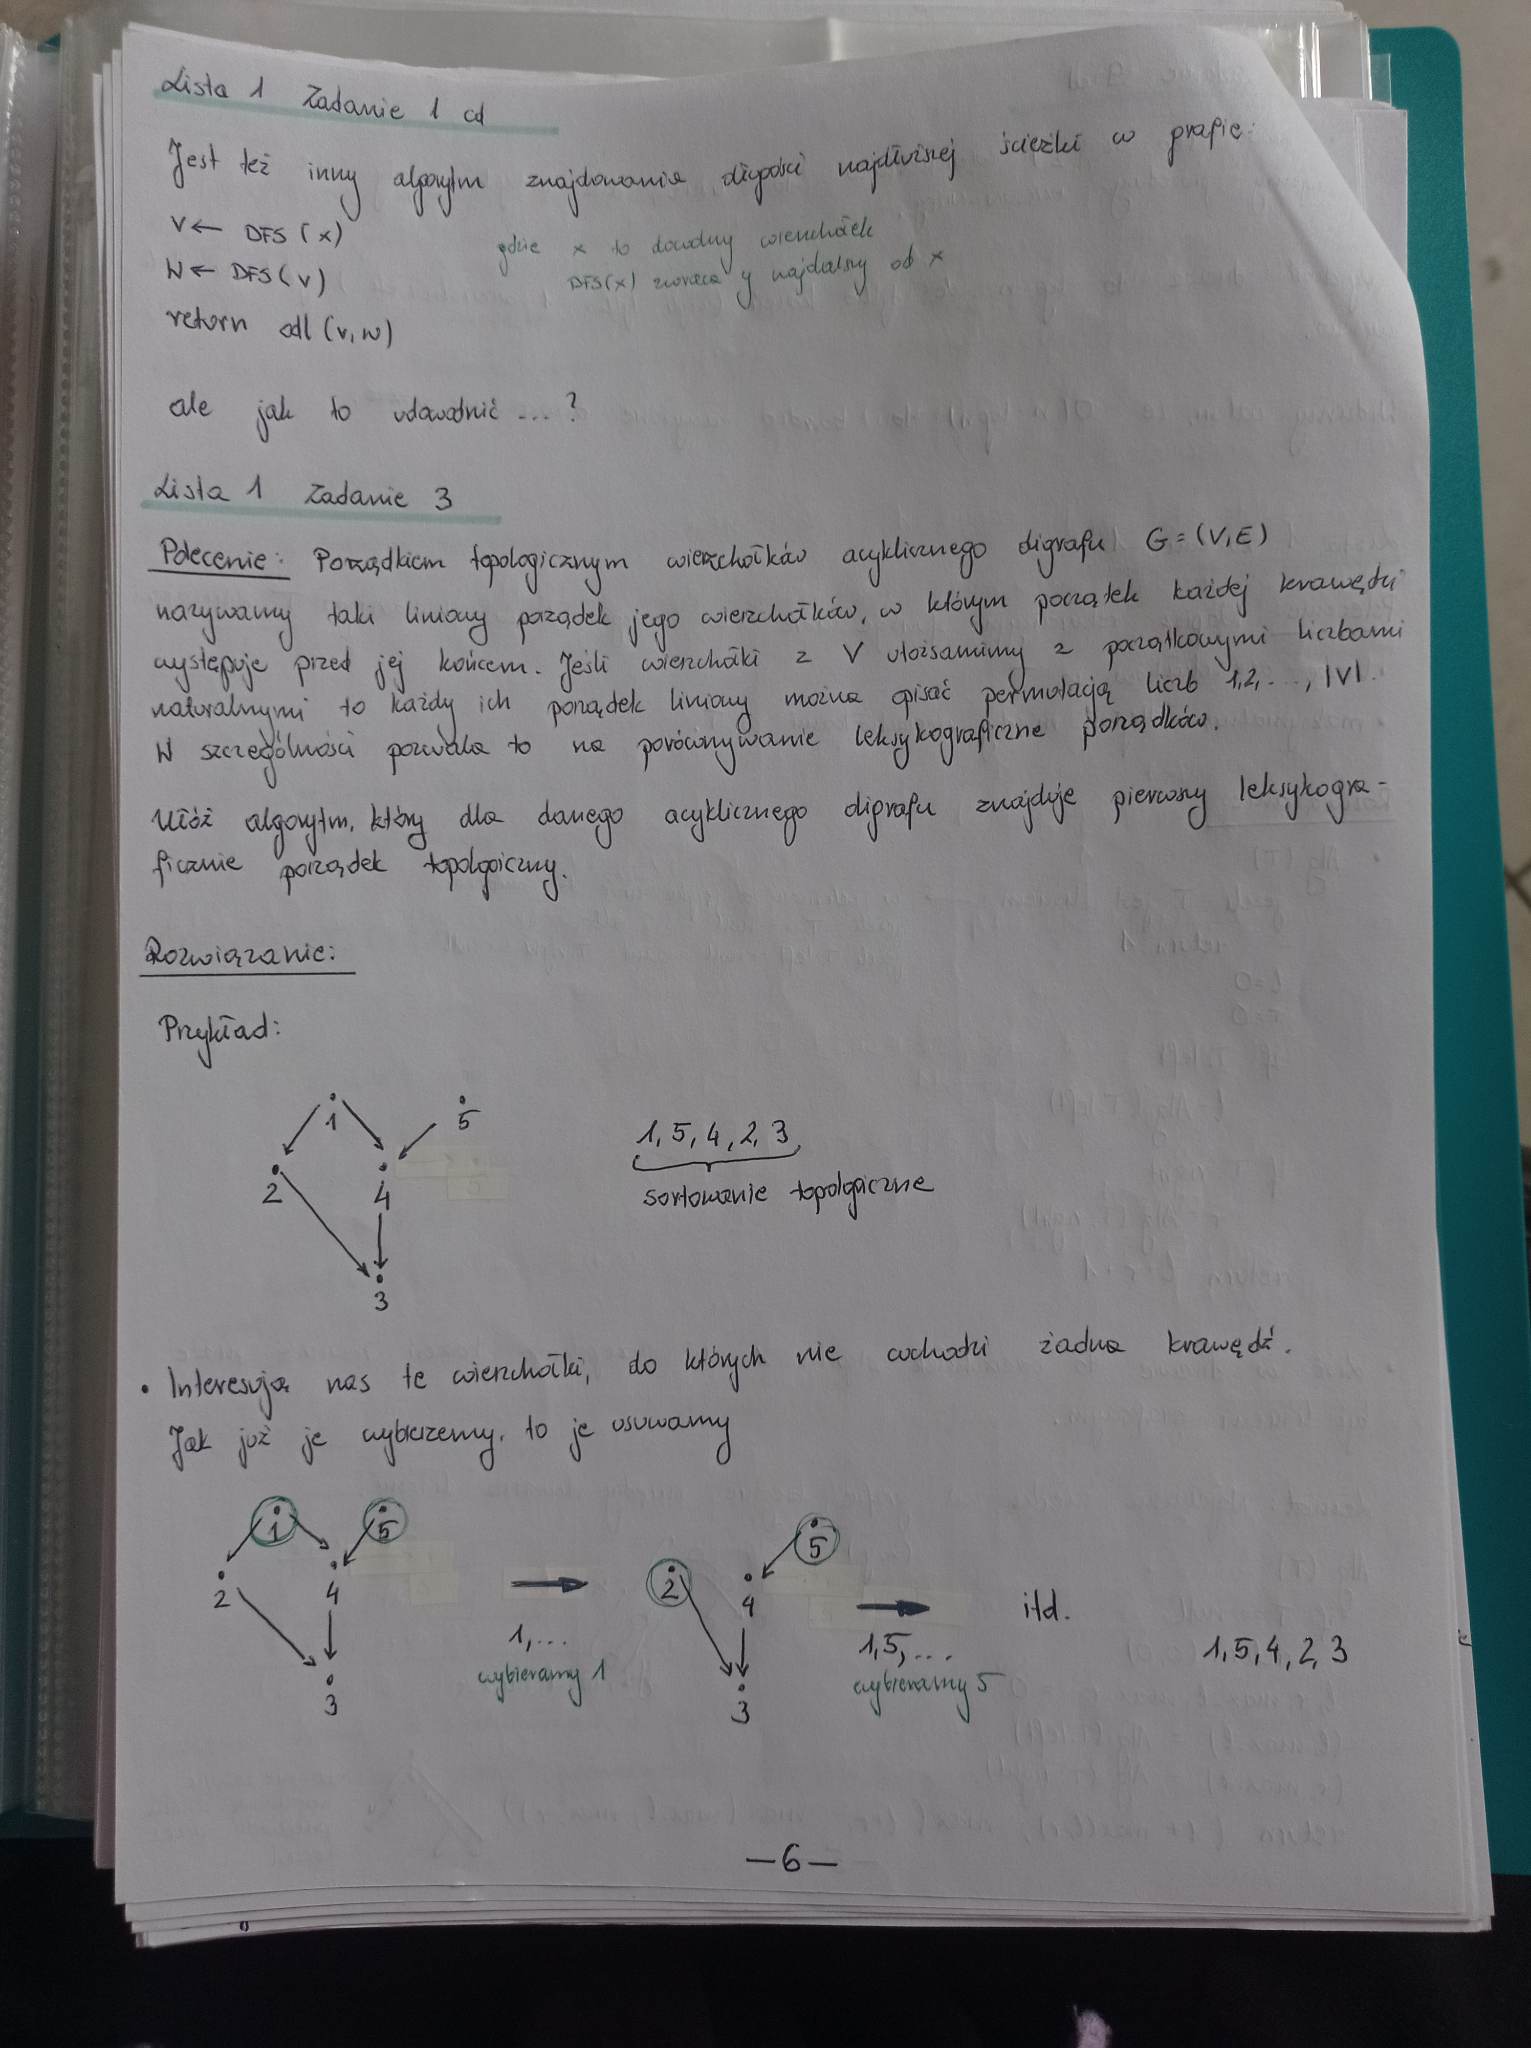 Lista 1 Zadanie 1 cd
Jest też inny algorytm znajdowania długości najdłuższej ścieżki w grafie:
V ← DFS (x)
gdzie x to dowolny wierzchołek
W ← DFS (v)
DFS(x) zwraca y najdalszy od x
return odl (v, w)
ale jak to udowodnić ...?
Lista 1 Zadanie 3
Polecenie: Porządkiem topologicznym wierzchołków acyklicznego digrafu G = (V, E)
nazywamy taki liniowy porządek jego wierzchołków, w którym początek każdej krawędzi
występuje przed jej końcem. Jeśli wierzchołki z V utożsamimy z początkowymi liczbami
naturalnymi to każdy ich porządek liniowy można opisać permutacją liczb 1, 2, ..., |V|.
W szczególności pozwala to na porównywanie leksykograficzne porządków.
Ułóż algorytm, który dla danego acyklicznego digrafu znajduje pierwszy leksykogra-
ficznie porządek topologiczny.
Rozwiązanie:
Przykład:
1 5
2 4
3
1, 5, 4, 2, 3
sortowanie topologiczne
• Interesują nas te wierzchołki, do których nie wchodzi żadna krawędź.
Jak już je wybierzemy, to je usuwamy
1 5
2 4
3
1, ...
wybieramy 1
5
2 4
3
1, 5, ...
wybieramy 5
itd.
1, 5, 4, 2, 3
— 6 —